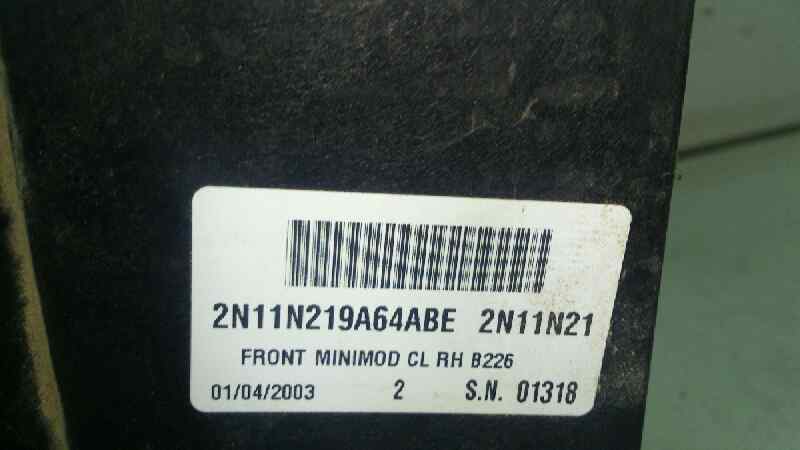 2N11N219A64ABE 2N11N21
FRONT MINIMOD CL RH B226
01/04/2003 2 S.N. 01318